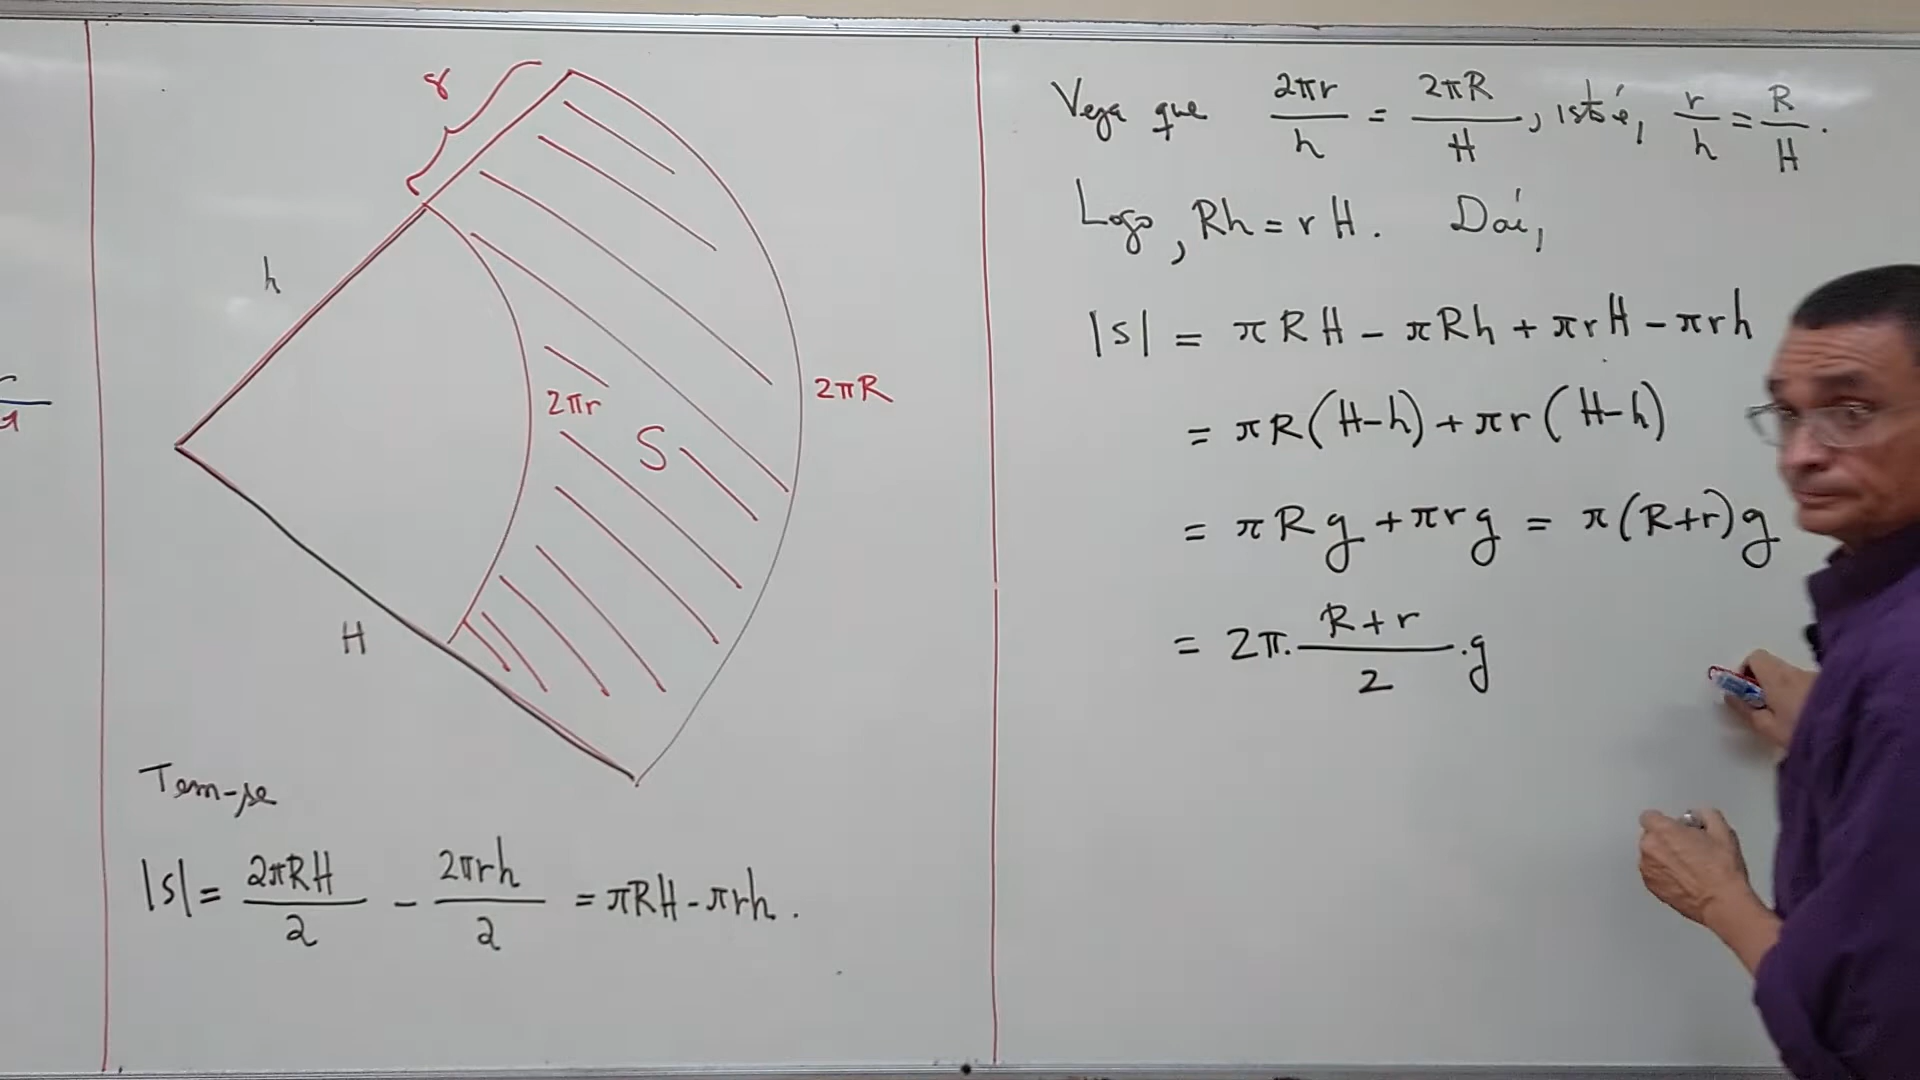 g
h
2πr
S
2πR
H
Tem-se
|S| = 2πRH/2 - 2πrh/2 = πRH - πrh.
Veja que 2πr/h = 2πR/H, isto é, r/h = R/H.
Logo, Rh = rH. Daí,
|S| = πRH - πRh + πrH - πrh
= πR(H-h) + πr(H-h)
= πRg + πrg = π(R+r)g
= 2π · R+r/2 · g